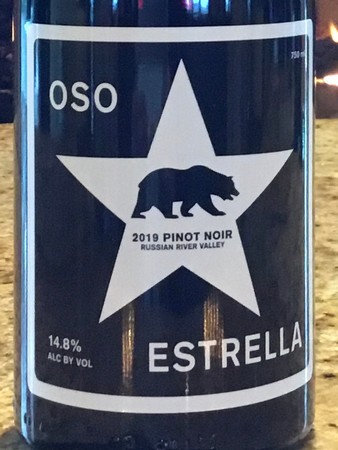 OSO
750 ml
2019 PINOT NOIR
RUSSIAN RIVER VALLEY
14.8%
ALC BY VOL
ESTRELLA